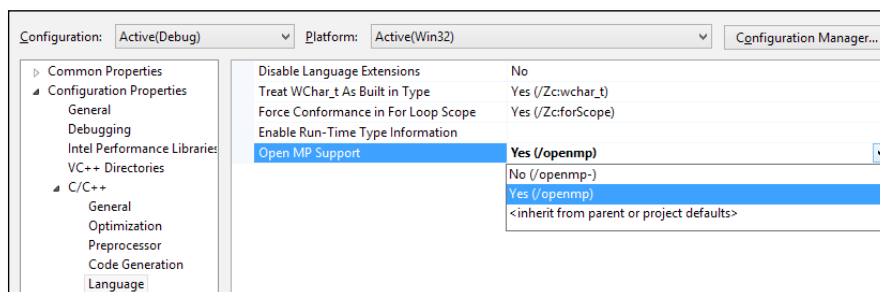 Configuration: Active(Debug) Platform: Active(Win32) Configuration Manager...
Common Properties
Configuration Properties
General
Debugging
Intel Performance Libraries
VC++ Directories
C/C++
General
Optimization
Preprocessor
Code Generation
Language
Disable Language Extensions No
Treat WChar_t As Built in Type Yes (/Zc:wchar_t)
Force Conformance in For Loop Scope Yes (/Zc:forScope)
Enable Run-Time Type Information
Open MP Support Yes (/openmp)
No (/openmp-)
Yes (/openmp)
<inherit from parent or project defaults>